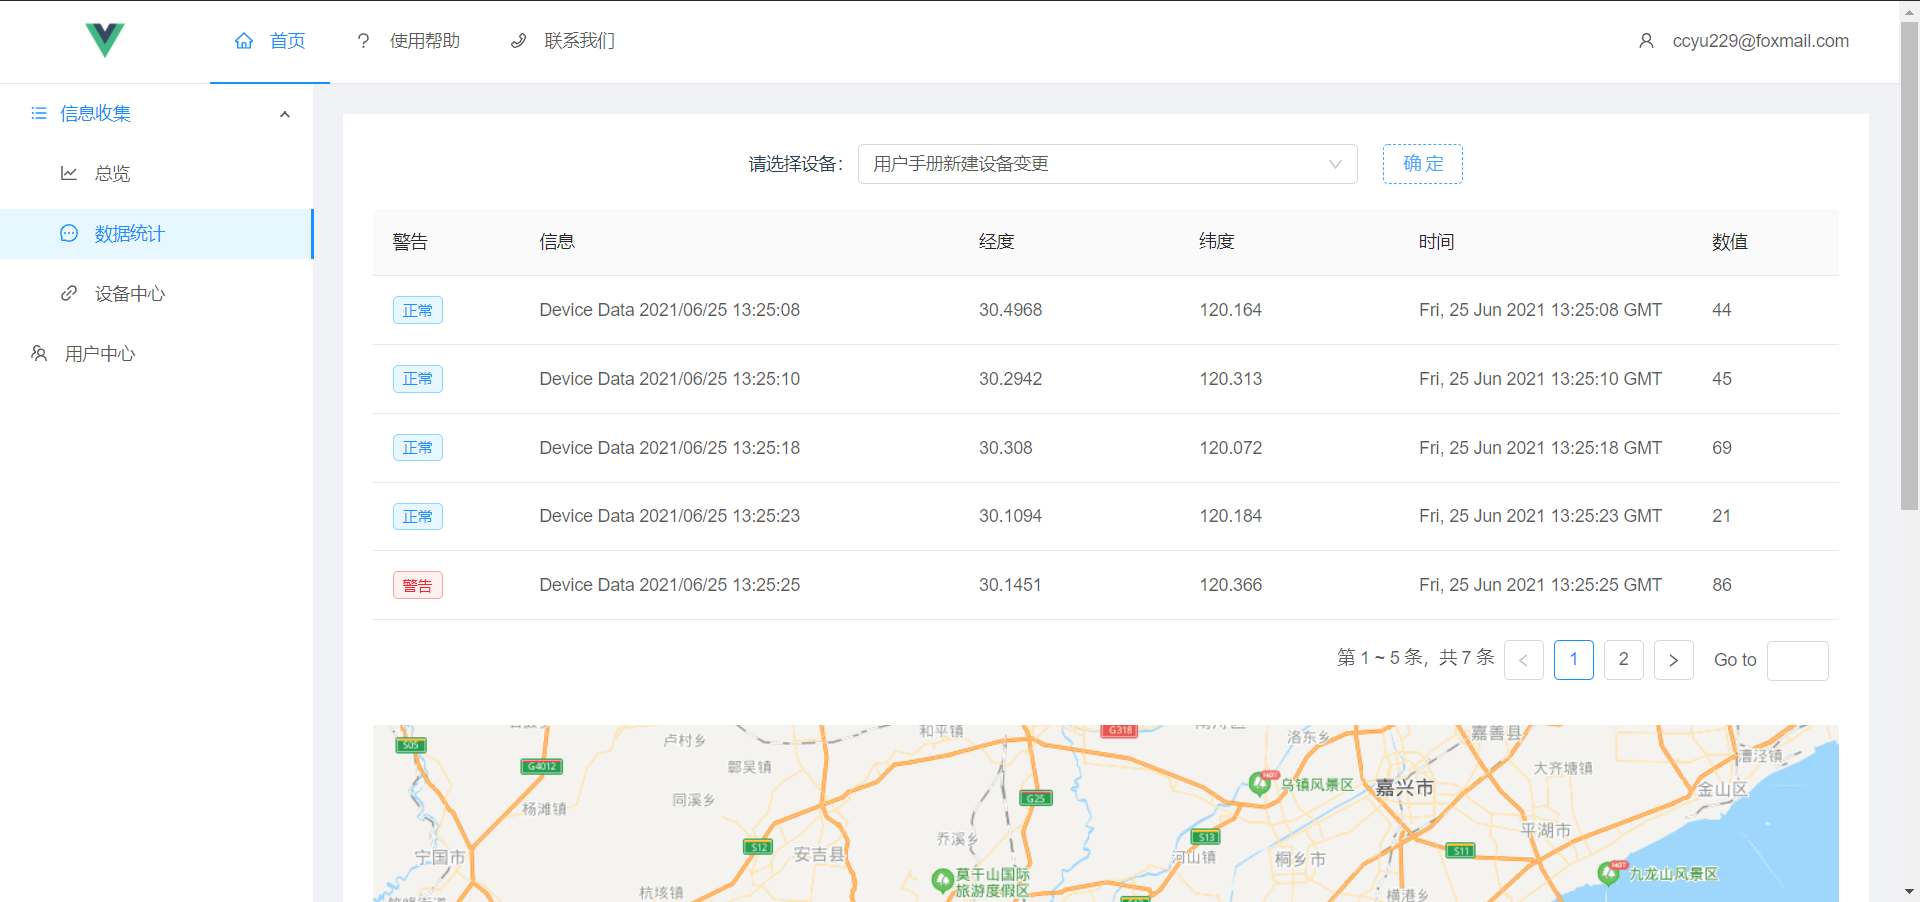 首页
? 使用帮助
联系我们
ccyu229@foxmail.com
信息收集
总览
数据统计
设备中心
用户中心
请选择设备：
用户手册新建设备变更
确 定
警告 信息 经度 纬度 时间 数值
正常 Device Data 2021/06/25 13:25:08 30.4968 120.164 Fri, 25 Jun 2021 13:25:08 GMT 44
正常 Device Data 2021/06/25 13:25:10 30.2942 120.313 Fri, 25 Jun 2021 13:25:10 GMT 45
正常 Device Data 2021/06/25 13:25:18 30.308 120.072 Fri, 25 Jun 2021 13:25:18 GMT 69
正常 Device Data 2021/06/25 13:25:23 30.1094 120.184 Fri, 25 Jun 2021 13:25:23 GMT 21
警告 Device Data 2021/06/25 13:25:25 30.1451 120.366 Fri, 25 Jun 2021 13:25:25 GMT 86
第 1 ~ 5 条，共 7 条 < 1 2 > Go to
和平镇
G318
洛东乡
嘉善县
S05
卢村乡
漕泾镇
G4012
鄣吴镇
大齐塘镇
HOT
乌镇风景区
嘉兴市
金山区
同溪乡
G25
杨滩镇
乔溪乡
S13
平湖市
S12
安吉县
宁国市
河山镇
桐乡市
S11
HOT
九龙山风景区
莫干山国际
旅游度假区
杭垓镇
横港乡